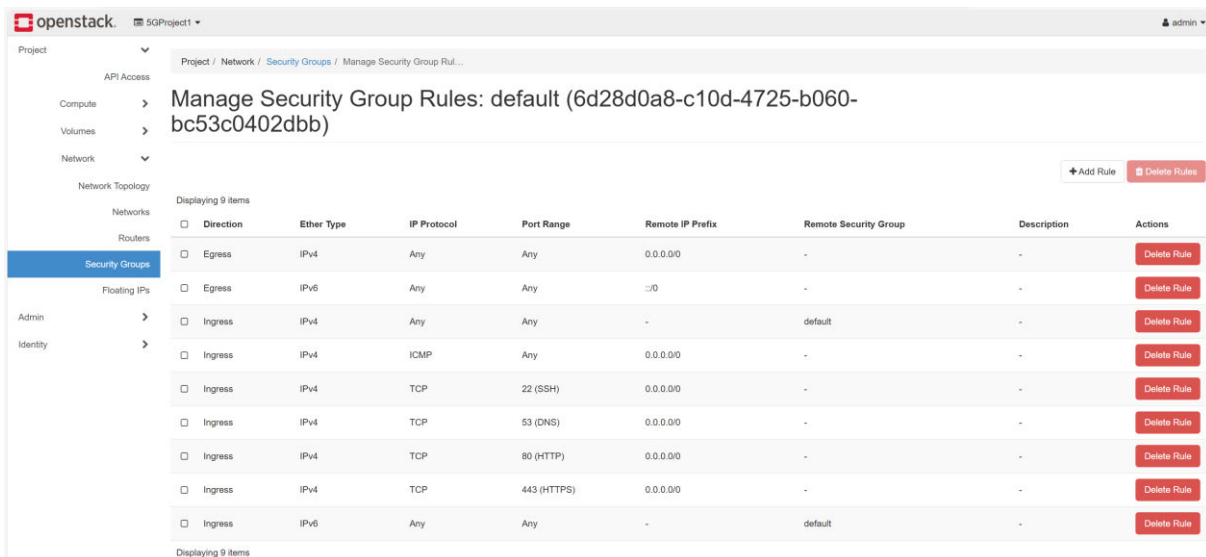 openstack. 5GProject1 admin
Project
API Access
Compute
Volumes
Network
Network Topology
Networks
Routers
Security Groups
Floating IPs
Admin
Identity
Project / Network / Security Groups / Manage Security Group Rul...
Manage Security Group Rules: default (6d28d0a8-c10d-4725-b060-
bc53c0402dbb)
+ Add Rule Delete Rules
Displaying 9 items
Direction Ether Type IP Protocol Port Range Remote IP Prefix Remote Security Group Description Actions
Egress IPv4 Any Any 0.0.0.0/0 - - Delete Rule
Egress IPv6 Any Any ::/0 - - Delete Rule
Ingress IPv4 Any Any - default - Delete Rule
Ingress IPv4 ICMP Any 0.0.0.0/0 - - Delete Rule
Ingress IPv4 TCP 22 (SSH) 0.0.0.0/0 - - Delete Rule
Ingress IPv4 TCP 53 (DNS) 0.0.0.0/0 - - Delete Rule
Ingress IPv4 TCP 80 (HTTP) 0.0.0.0/0 - - Delete Rule
Ingress IPv4 TCP 443 (HTTPS) 0.0.0.0/0 - - Delete Rule
Ingress IPv6 Any Any - default - Delete Rule
Displaying 9 items